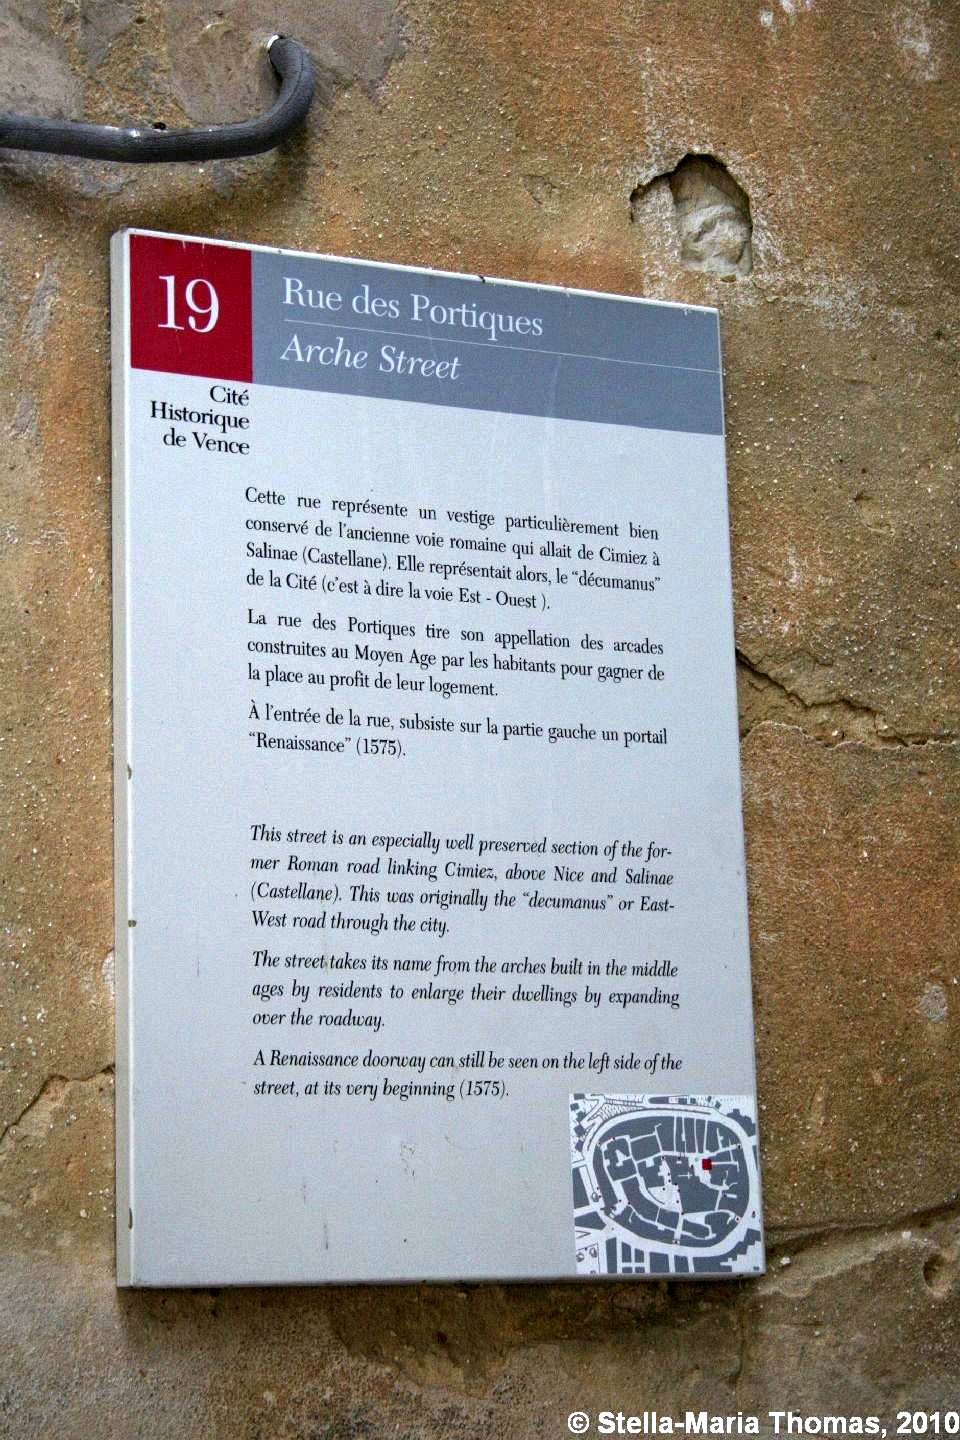 19
Rue des Portiques
Arche Street
Cité
Historique
de Vence
Cette rue représente un vestige particulièrement bien
conservé de l'ancienne voie romaine qui allait de Cimiez à
Salinae (Castellane). Elle représentait alors, le “décumanus”
de la Cité (c'est à dire la voie Est - Ouest ).
La rue des Portiques tire son appellation des arcades
construites au Moyen Age par les habitants pour gagner de
la place au profit de leur logement.
À l'entrée de la rue, subsiste sur la partie gauche un portail
“Renaissance” (1575).
This street is an especially well preserved section of the for-
mer Roman road linking Cimiez, above Nice and Salinae
(Castellane). This was originally the “decumanus” or East-
West road through the city.
The street takes its name from the arches built in the middle
ages by residents to enlarge their dwellings by expanding
over the roadway.
A Renaissance doorway can still be seen on the left side of the
street, at its very beginning (1575).
© Stella-Maria Thomas, 2010